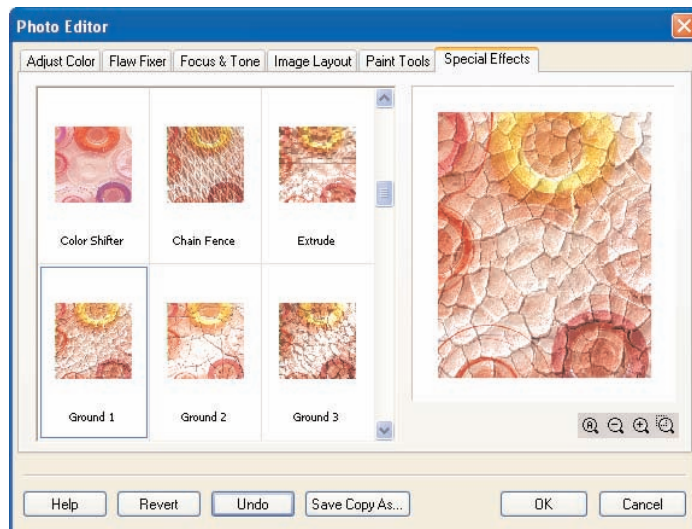 Photo Editor
Adjust Color Flaw Fixer Focus & Tone Image Layout Paint Tools Special Effects
Color Shifter Chain Fence Extrude
Ground 1 Ground 2 Ground 3
Help Revert Undo Save Copy As... OK Cancel